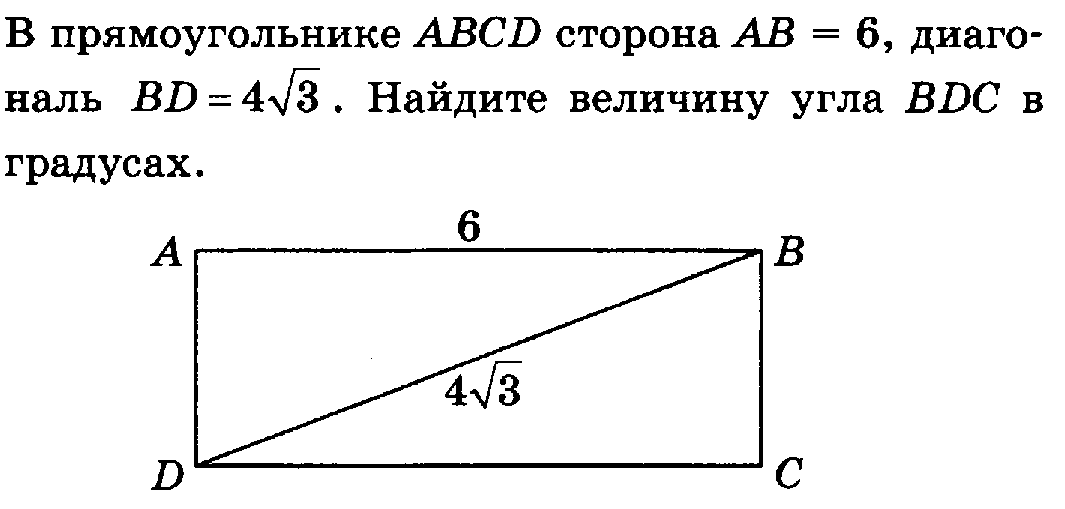 В прямоугольнике ABCD сторона AB = 6, диаго-
наль BD = 4√3 . Найдите величину угла BDC в
градусах.
6
A
B
4√3
D
C